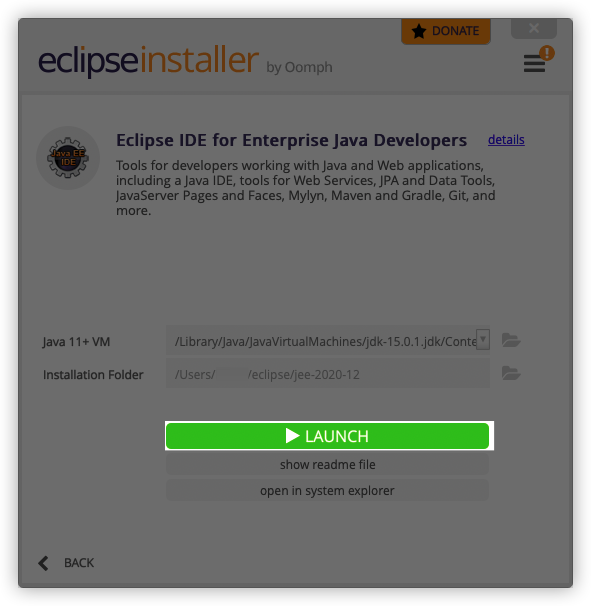 DONATE
eclipseinstaller by Oomph
Java EE
IDE
Eclipse IDE for Enterprise Java Developers details
Tools for developers working with Java and Web applications,
including a Java IDE, tools for Web Services, JPA and Data Tools,
JavaServer Pages and Faces, Mylyn, Maven and Gradle, Git, and
more.
Java 11+ VM /Library/Java/JavaVirtualMachines/jdk-15.0.1.jdk/Conte
Installation Folder /Users/ /eclipse/jee-2020-12
LAUNCH
show readme file
open in system explorer
BACK